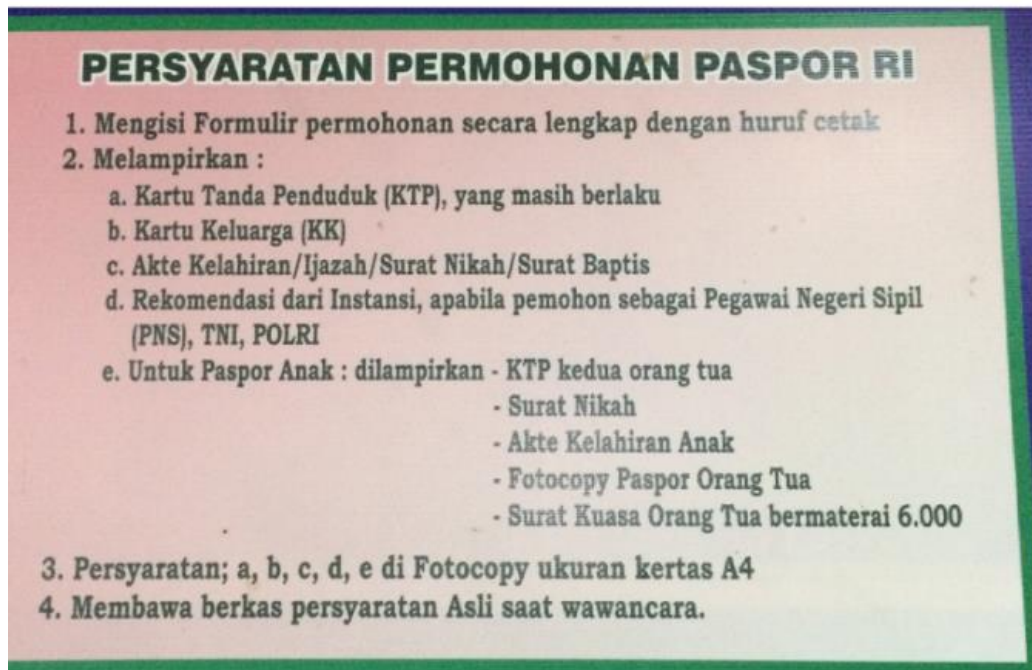 PERSYARATAN PERMOHONAN PASPOR RI
1. Mengisi Formulir permohonan secara lengkap dengan huruf cetak
2. Melampirkan :
a. Kartu Tanda Penduduk (KTP), yang masih berlaku
b. Kartu Keluarga (KK)
c. Akte Kelahiran/Ijazah/Surat Nikah/Surat Baptis
d. Rekomendasi dari Instansi, apabila pemohon sebagai Pegawai Negeri Sipil
(PNS), TNI, POLRI
e. Untuk Paspor Anak : dilampirkan - KTP kedua orang tua
- Surat Nikah
- Akte Kelahiran Anak
- Fotocopy Paspor Orang Tua
- Surat Kuasa Orang Tua bermaterai 6.000
3. Persyaratan; a, b, c, d, e di Fotocopy ukuran kertas A4
4. Membawa berkas persyaratan Asli saat wawancara.